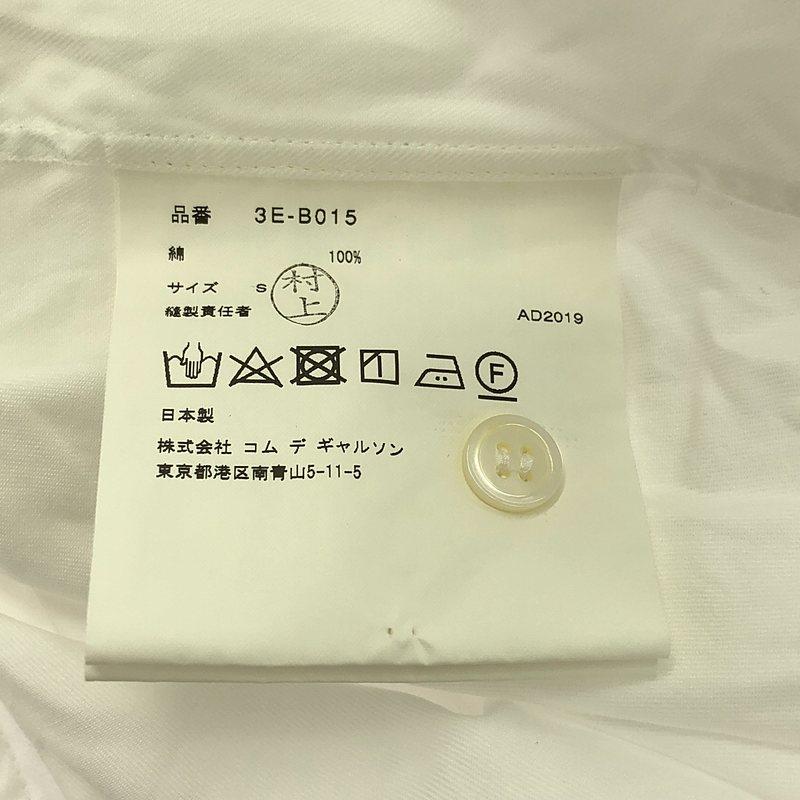 品番 3E-B015
綿 100%
サイズ S
村上
縫製責任者 AD2019
F
日本製
株式会社 コム デ ギャルソン
東京都港区南青山5-11-5